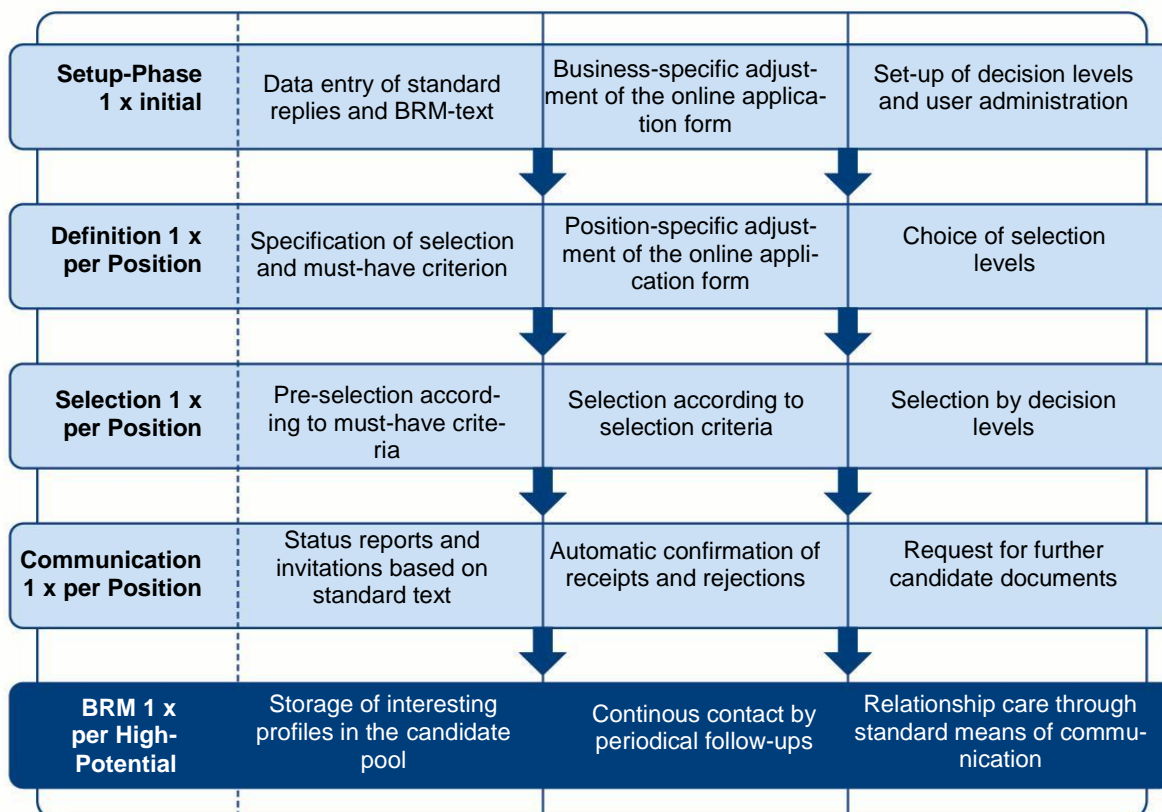 Setup-Phase
1 x initial
Data entry of standard
replies and BRM-text
Business-specific adjust-
ment of the online applica-
tion form
Set-up of decision levels
and user administration
Definition 1 x
per Position
Specification of selection
and must-have criterion
Position-specific adjust-
ment of the online appli-
cation form
Choice of selection
levels
Selection 1 x
per Position
Pre-selection accord-
ing to must-have crite-
ria
Selection according to
selection criteria
Selection by decision
levels
Communication
1 x per Position
Status reports and
invitations based on
standard text
Automatic confirmation of
receipts and rejections
Request for further
candidate documents
BRM 1 x
per High-
Potential
Storage of interesting
profiles in the candidate
pool
Continous contact by
periodical follow-ups
Relationship care through
standard means of commu-
nication